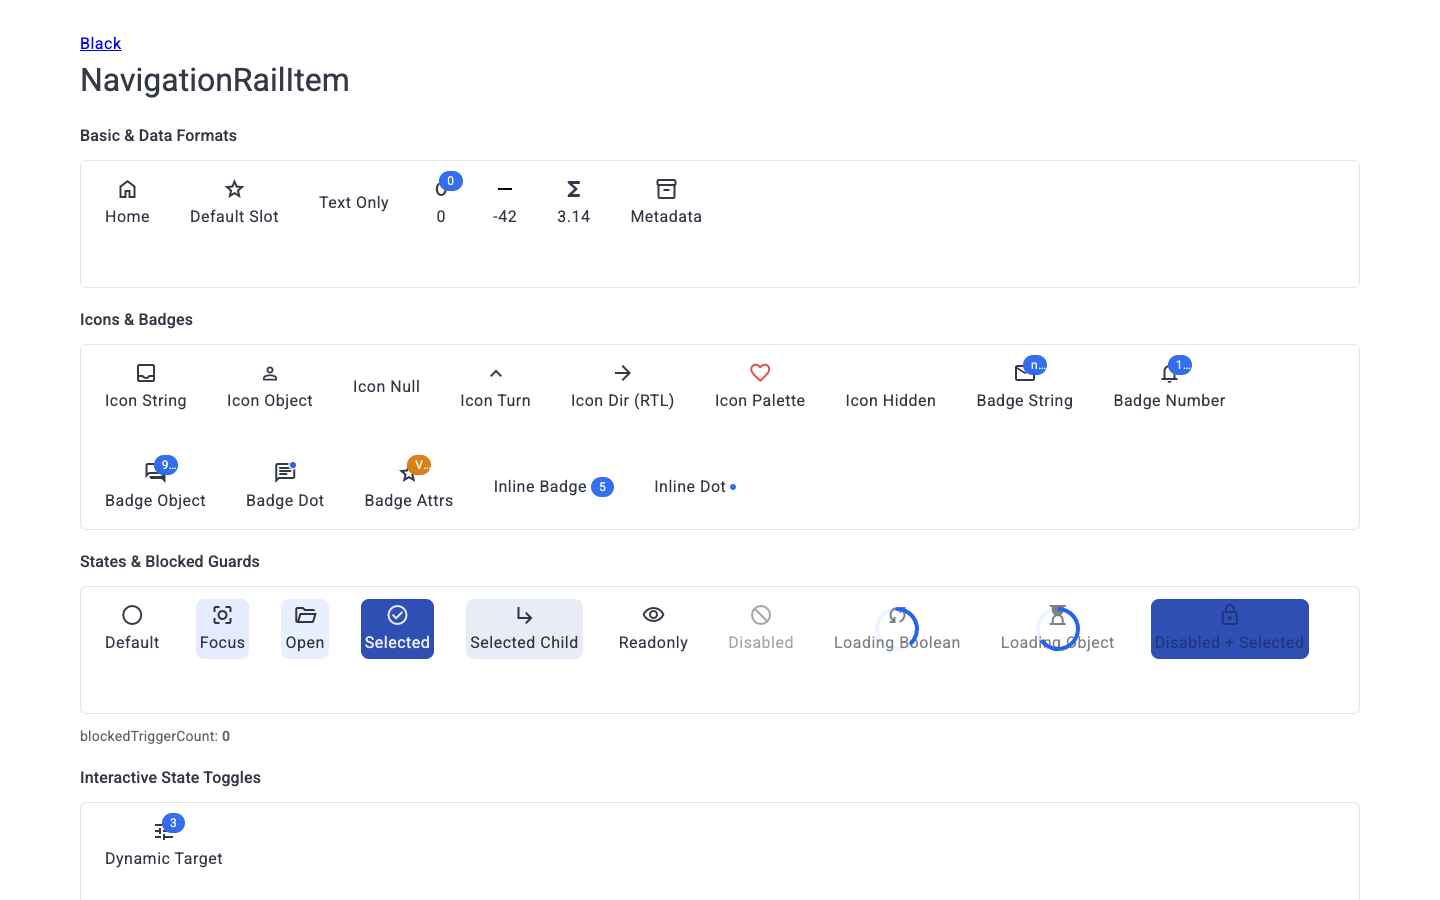 Black
NavigationRailItem
Basic & Data Formats
0
Home Default Slot Text Only 0 -42 3.14 Metadata
Icons & Badges
n... 1...
Icon String Icon Object Icon Null Icon Turn Icon Dir (RTL) Icon Palette Icon Hidden Badge String Badge Number
9... V...
Badge Object Badge Dot Badge Attrs Inline Badge 5 Inline Dot
States & Blocked Guards
Default Focus Open Selected Selected Child Readonly Disabled Loading Boolean Loading Object Disabled + Selected
blockedTriggerCount: 0
Interactive State Toggles
3
Dynamic Target